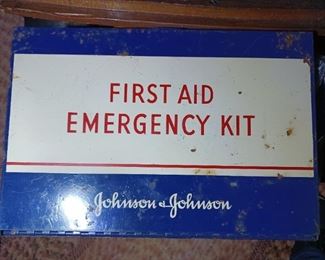 FIRST AID
EMERGENCY KIT
Johnson & Johnson